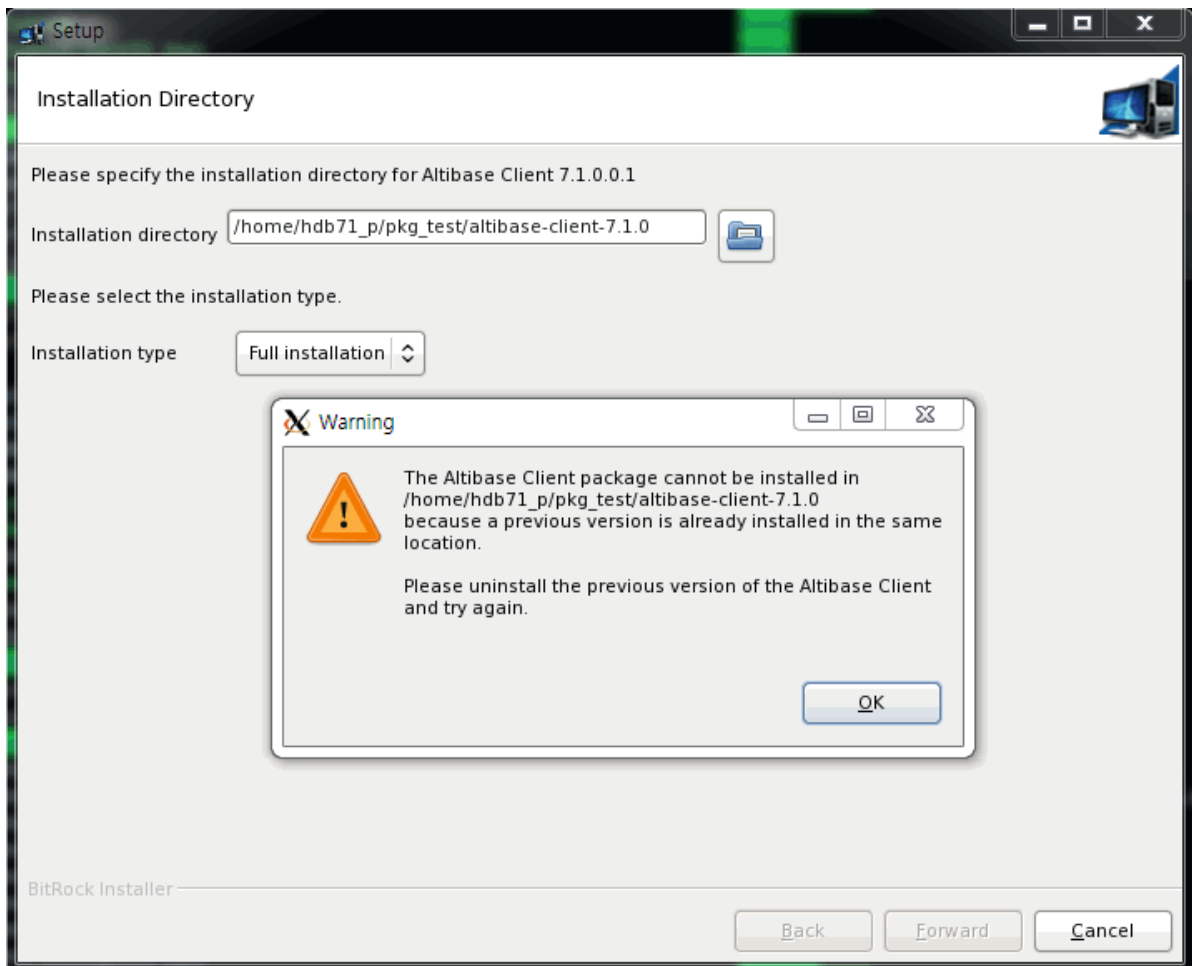 Setup
Installation Directory
Please specify the installation directory for Altibase Client 7.1.0.0.1
Installation directory /home/hdb71_p/pkg_test/altibase-client-7.1.0
Please select the installation type.
Installation type Full installation
Warning
The Altibase Client package cannot be installed in
/home/hdb71_p/pkg_test/altibase-client-7.1.0
because a previous version is already installed in the same
location.
Please uninstall the previous version of the Altibase Client
and try again.
OK
BitRock Installer
Back Forward Cancel